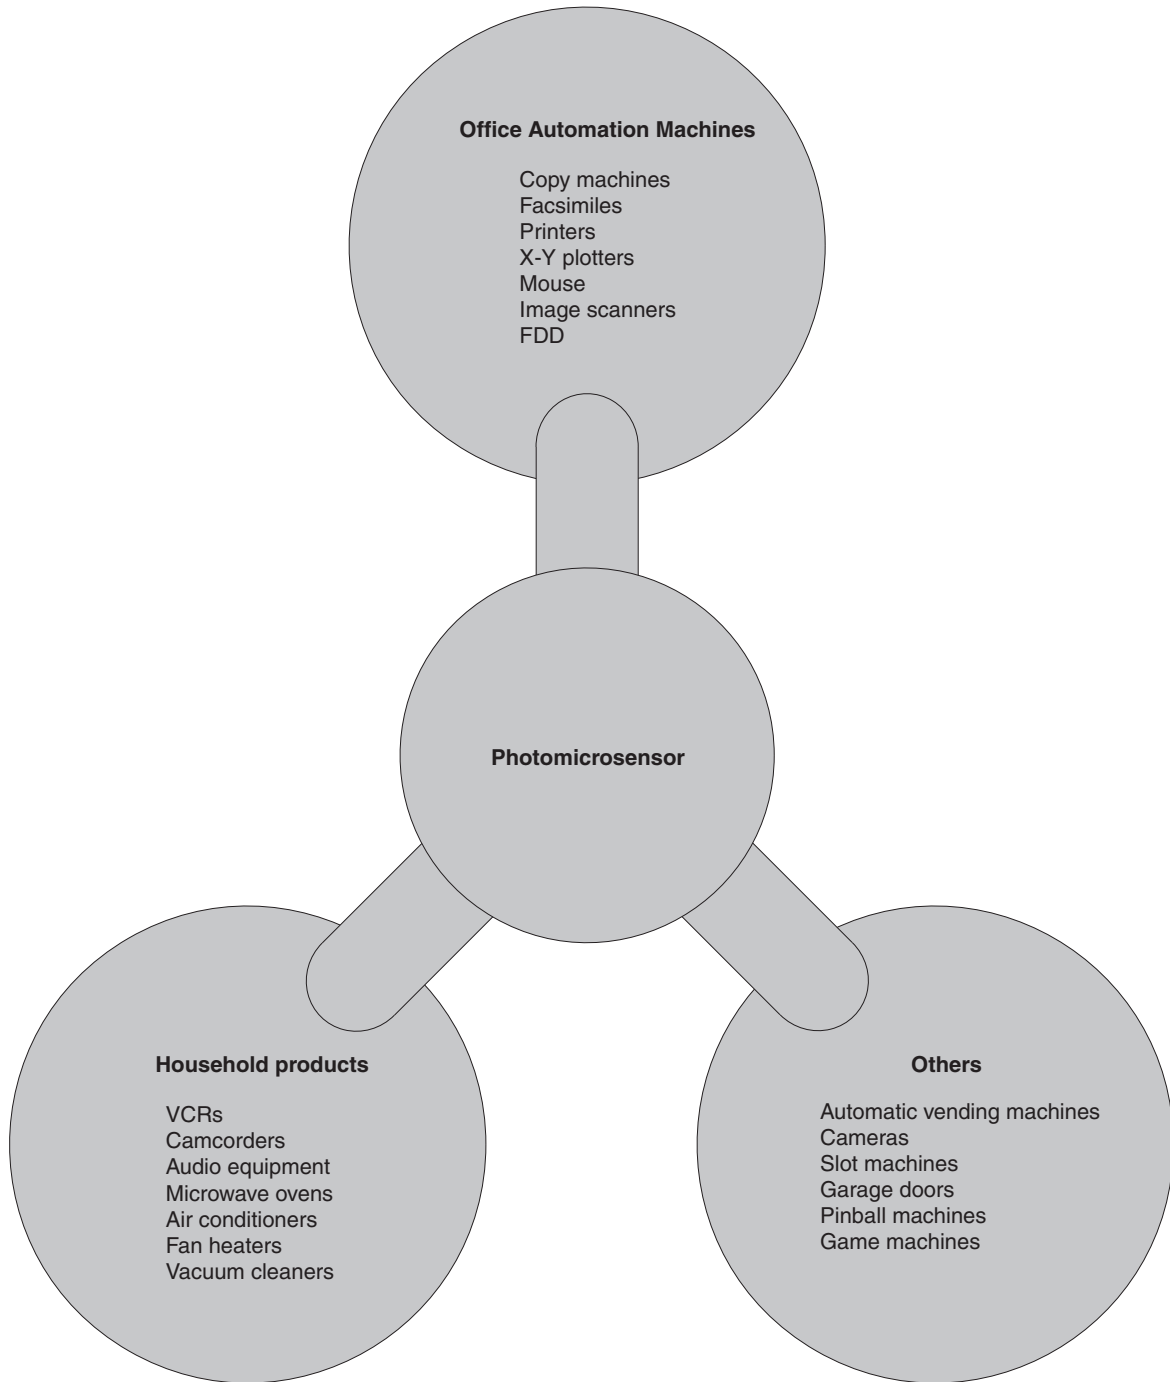 Office Automation Machines
Copy machines
Facsimiles
Printers
X-Y plotters
Mouse
Image scanners
FDD
Photomicrosensor
Household products
VCRs
Camcorders
Audio equipment
Microwave ovens
Air conditioners
Fan heaters
Vacuum cleaners
Others
Automatic vending machines
Cameras
Slot machines
Garage doors
Pinball machines
Game machines